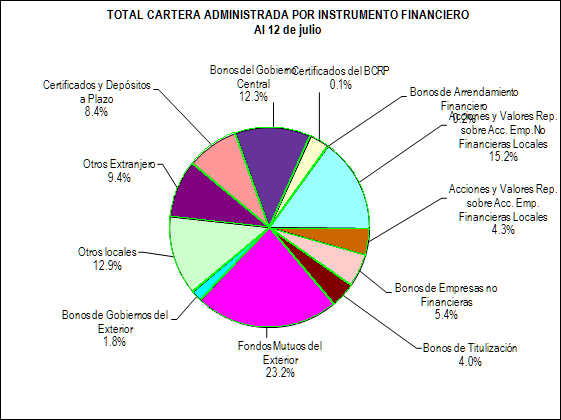 TOTAL CARTERA ADMINISTRADA POR INSTRUMENTO FINANCIERO
Al 12 de julio
Bonos del Gobierno
Central
12.3%
Certificados del BCRP
0.1%
Bonos de Arrendamiento
Financiero
0.2%
Acciones y Valores Rep.
sobre Acc. Emp.No
Financieras Locales
15.2%
Acciones y Valores Rep.
sobre Acc. Emp.
Financieras Locales
4.3%
Bonos de Empresas no
Financieras
5.4%
Bonos de Titulización
4.0%
Fondos Mutuos del
Exterior
23.2%
Bonos de Gobiernos del
Exterior
1.8%
Otros locales
12.9%
Otros Extranjero
9.4%
Certificados y Depósitos
a Plazo
8.4%